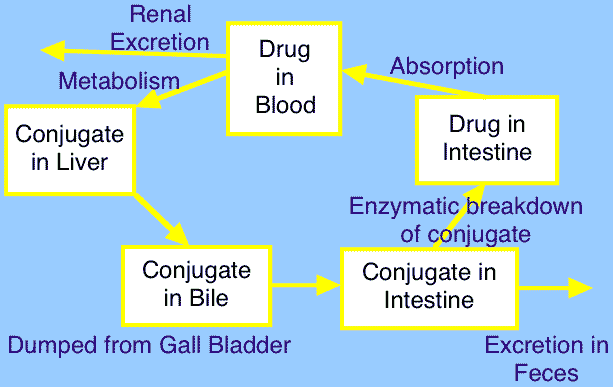 Renal
Excretion
Drug
in
Blood
Absorption
Metabolism
Conjugate
in Liver
Drug in
Intestine
Enzymatic breakdown
of conjugate
Conjugate
in Bile
Conjugate in
Intestine
Dumped from Gall Bladder
Excretion in
Feces